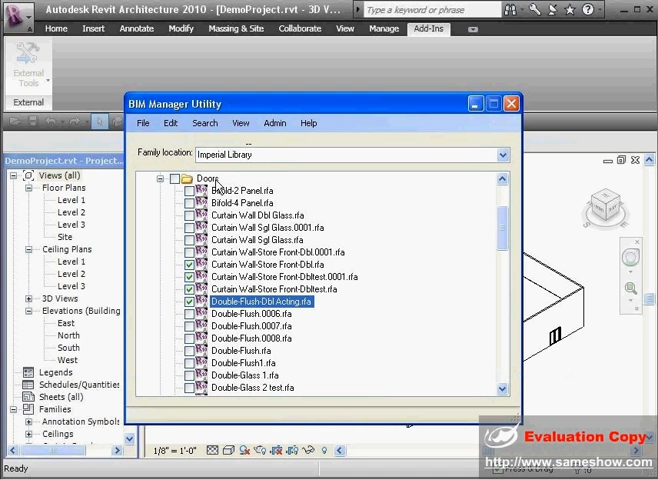 Autodesk Revit Architecture 2010 - [DemoProject.rvt - 3D V...
Type a keyword or phrase
Home Insert Annotate Modify Massing & Site Collaborate View Manage Add-Ins
External
Tools
External
BIM Manager Utility
File Edit Search View Admin Help
Family location: Imperial Library
Doors
Bifold-2 Panel.rfa
Bifold-4 Panel.rfa
Curtain Wall Dbl Glass.rfa
Curtain Wall Sgl Glass.0001.rfa
Curtain Wall Sgl Glass.rfa
Curtain Wall-Store Front-Dbl.0001.rfa
Curtain Wall-Store Front-Dbl.rfa
Curtain Wall-Store Front-Dbltest.0001.rfa
Curtain Wall-Store Front-Dbltest.rfa
Double-Flush-Dbl Acting.rfa
Double-Flush.0006.rfa
Double-Flush.0007.rfa
Double-Flush.0008.rfa
Double-Flush.rfa
Double-Flush1.rfa
Double-Glass 1.rfa
Double-Glass 2 test.rfa
DemoProject.rvt - Project...
Views (all)
Floor Plans
Level 1
Level 2
Level 3
Site
Ceiling Plans
Level 1
Level 2
Level 3
3D Views
Elevations (Building
East
North
South
West
Legends
Schedules/Quantities
Sheets (all)
Families
Annotation Symbols
Ceilings
1/8" = 1'-0"
Evaluation Copy
http://www.sameshow.com
Ready
Press & Drag